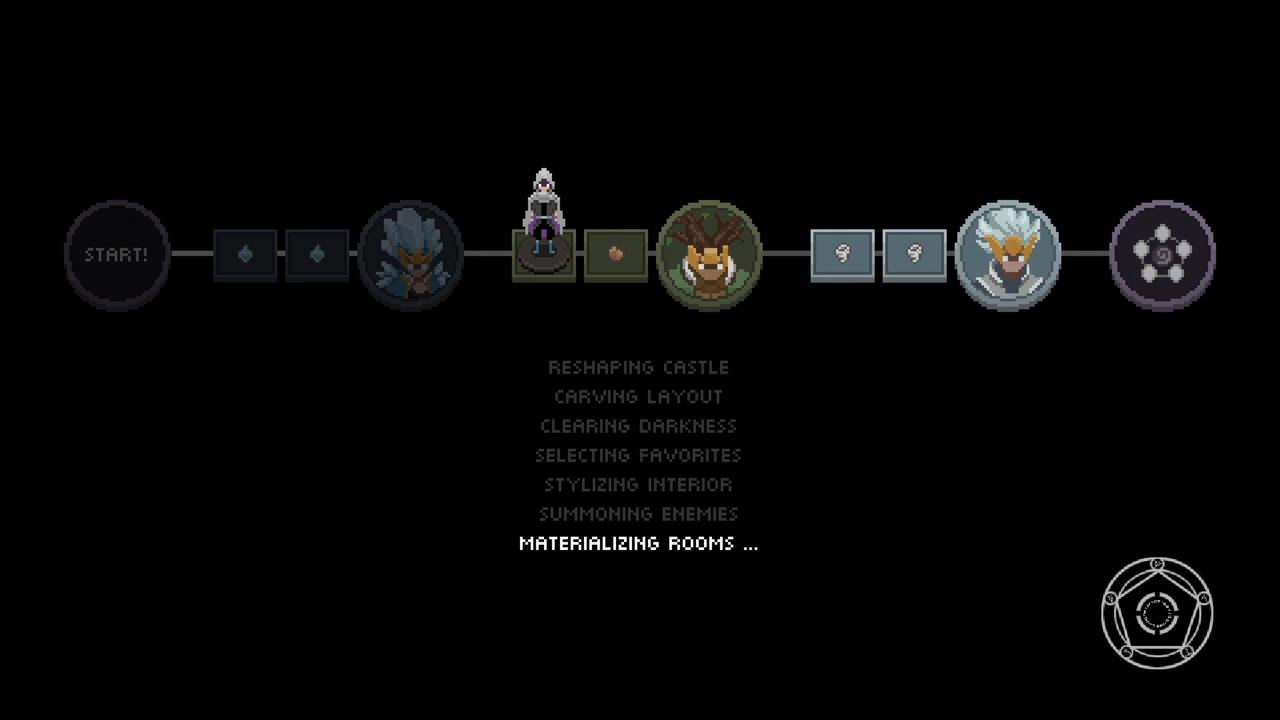 START!
RESHAPING CASTLE
CARVING LAYOUT
CLEARING DARKNESS
SELECTING FAVORITES
STYLIZING INTERIOR
SUMMONING ENEMIES
MATERIALIZING ROOMS ...